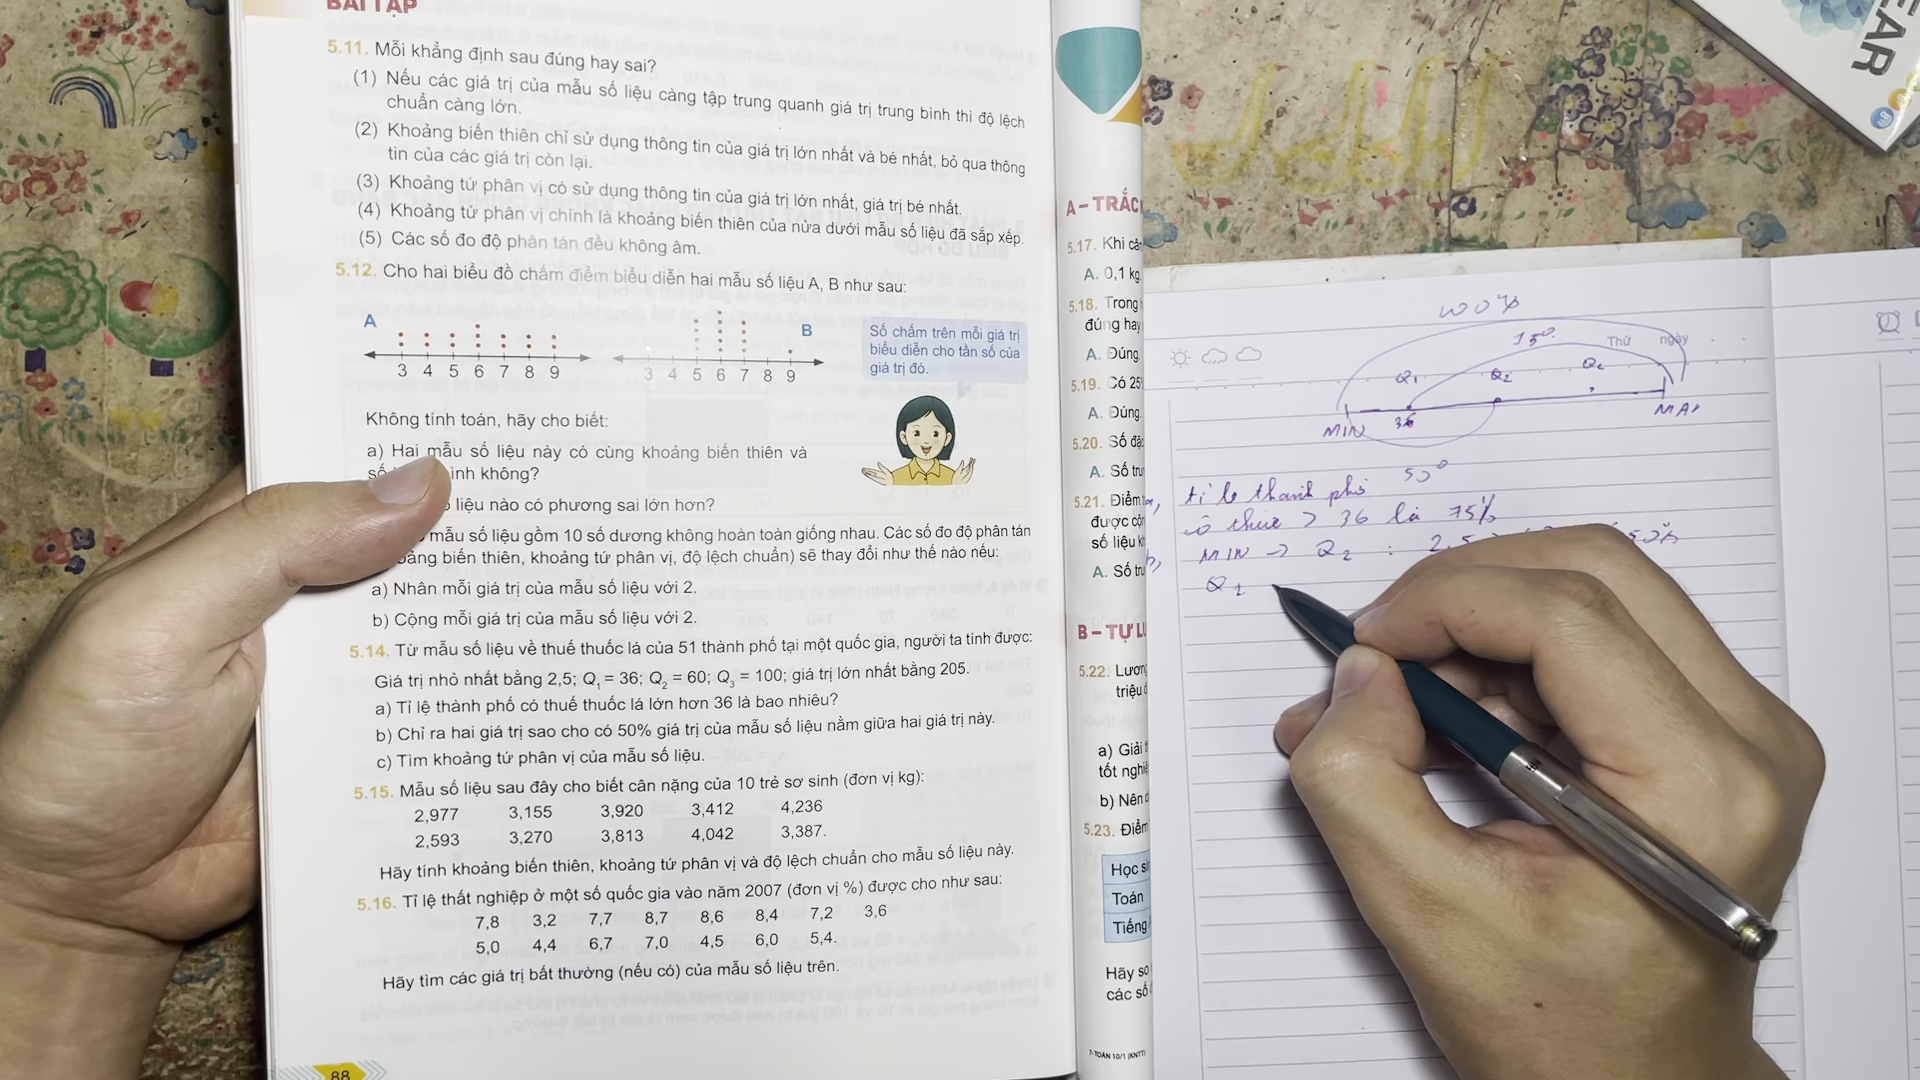 BÀI TẬP
5.11. Mỗi khẳng định sau đúng hay sai?
(1) Nếu các giá trị của mẫu số liệu càng tập trung quanh giá trị trung bình thì độ lệch
chuẩn càng lớn.
(2) Khoảng biến thiên chỉ sử dụng thông tin của giá trị lớn nhất và bé nhất, bỏ qua thông
tin của các giá trị còn lại.
(3) Khoảng tứ phân vị có sử dụng thông tin của giá trị lớn nhất, giá trị bé nhất.
(4) Khoảng tứ phân vị chính là khoảng biến thiên của nửa dưới mẫu số liệu đã sắp xếp.
(5) Các số đo độ phân tán đều không âm.
5.12. Cho hai biểu đồ chấm điểm biểu diễn hai mẫu số liệu A, B như sau:
A
3 4 5 6 7 8 9
B
3 4 5 6 7 8 9
Số chấm trên mỗi giá trị
biểu diễn cho tần số của
giá trị đó.
Không tính toán, hãy cho biết:
a) Hai mẫu số liệu này có cùng khoảng biến thiên và
số ình không?
liệu nào có phương sai lớn hơn?
mẫu số liệu gồm 10 số dương không hoàn toàn giống nhau. Các số đo độ phân tán
oảng biến thiên, khoảng tứ phân vị, độ lệch chuẩn) sẽ thay đổi như thế nào nếu:
a) Nhân mỗi giá trị của mẫu số liệu với 2.
b) Cộng mỗi giá trị của mẫu số liệu với 2.
5.14. Từ mẫu số liệu về thuế thuốc lá của 51 thành phố tại một quốc gia, người ta tính được:
Giá trị nhỏ nhất bằng 2,5; Q₁ = 36; Q₂ = 60; Q₃ = 100; giá trị lớn nhất bằng 205.
a) Tỉ lệ thành phố có thuế thuốc lá lớn hơn 36 là bao nhiêu?
b) Chỉ ra hai giá trị sao cho có 50% giá trị của mẫu số liệu nằm giữa hai giá trị này.
c) Tìm khoảng tứ phân vị của mẫu số liệu.
5.15. Mẫu số liệu sau đây cho biết cân nặng của 10 trẻ sơ sinh (đơn vị kg):
2,977 3,155 3,920 3,412 4,236
2,593 3,270 3,813 4,042 3,387.
Hãy tính khoảng biến thiên, khoảng tứ phân vị và độ lệch chuẩn cho mẫu số liệu này.
5.16. Tỉ lệ thất nghiệp ở một số quốc gia vào năm 2007 (đơn vị %) được cho như sau:
7,8 3,2 7,7 8,7 8,6 8,4 7,2 3,6
5,0 4,4 6,7 7,0 4,5 6,0 5,4.
Hãy tìm các giá trị bất thường (nếu có) của mẫu số liệu trên.
88
A – TRẮC
5.17. Khi
A. 0,1 kg
5.18. Trong
đúng hay
A. Đúng.
5.19. Có 25
A. Đúng.
5.20. Số
A. Số
5.21. Điểm
được
số liệu
A. Số
B – TỰ
5.22.
triệu
a) Giải
tốt
b) Nên
5.23. Điểm
Học
Toán
Tiếng
Hãy so
các số
7- TOÁN 10/1 (KNTT)
EAR
Thứ ngày
100%
Q₁ Q₂
MIN 36 MAX
50%
tỉ lệ thành phố
có thuế > 36 là 75%
b, MIN → Q₂ : 2,5
Q₁